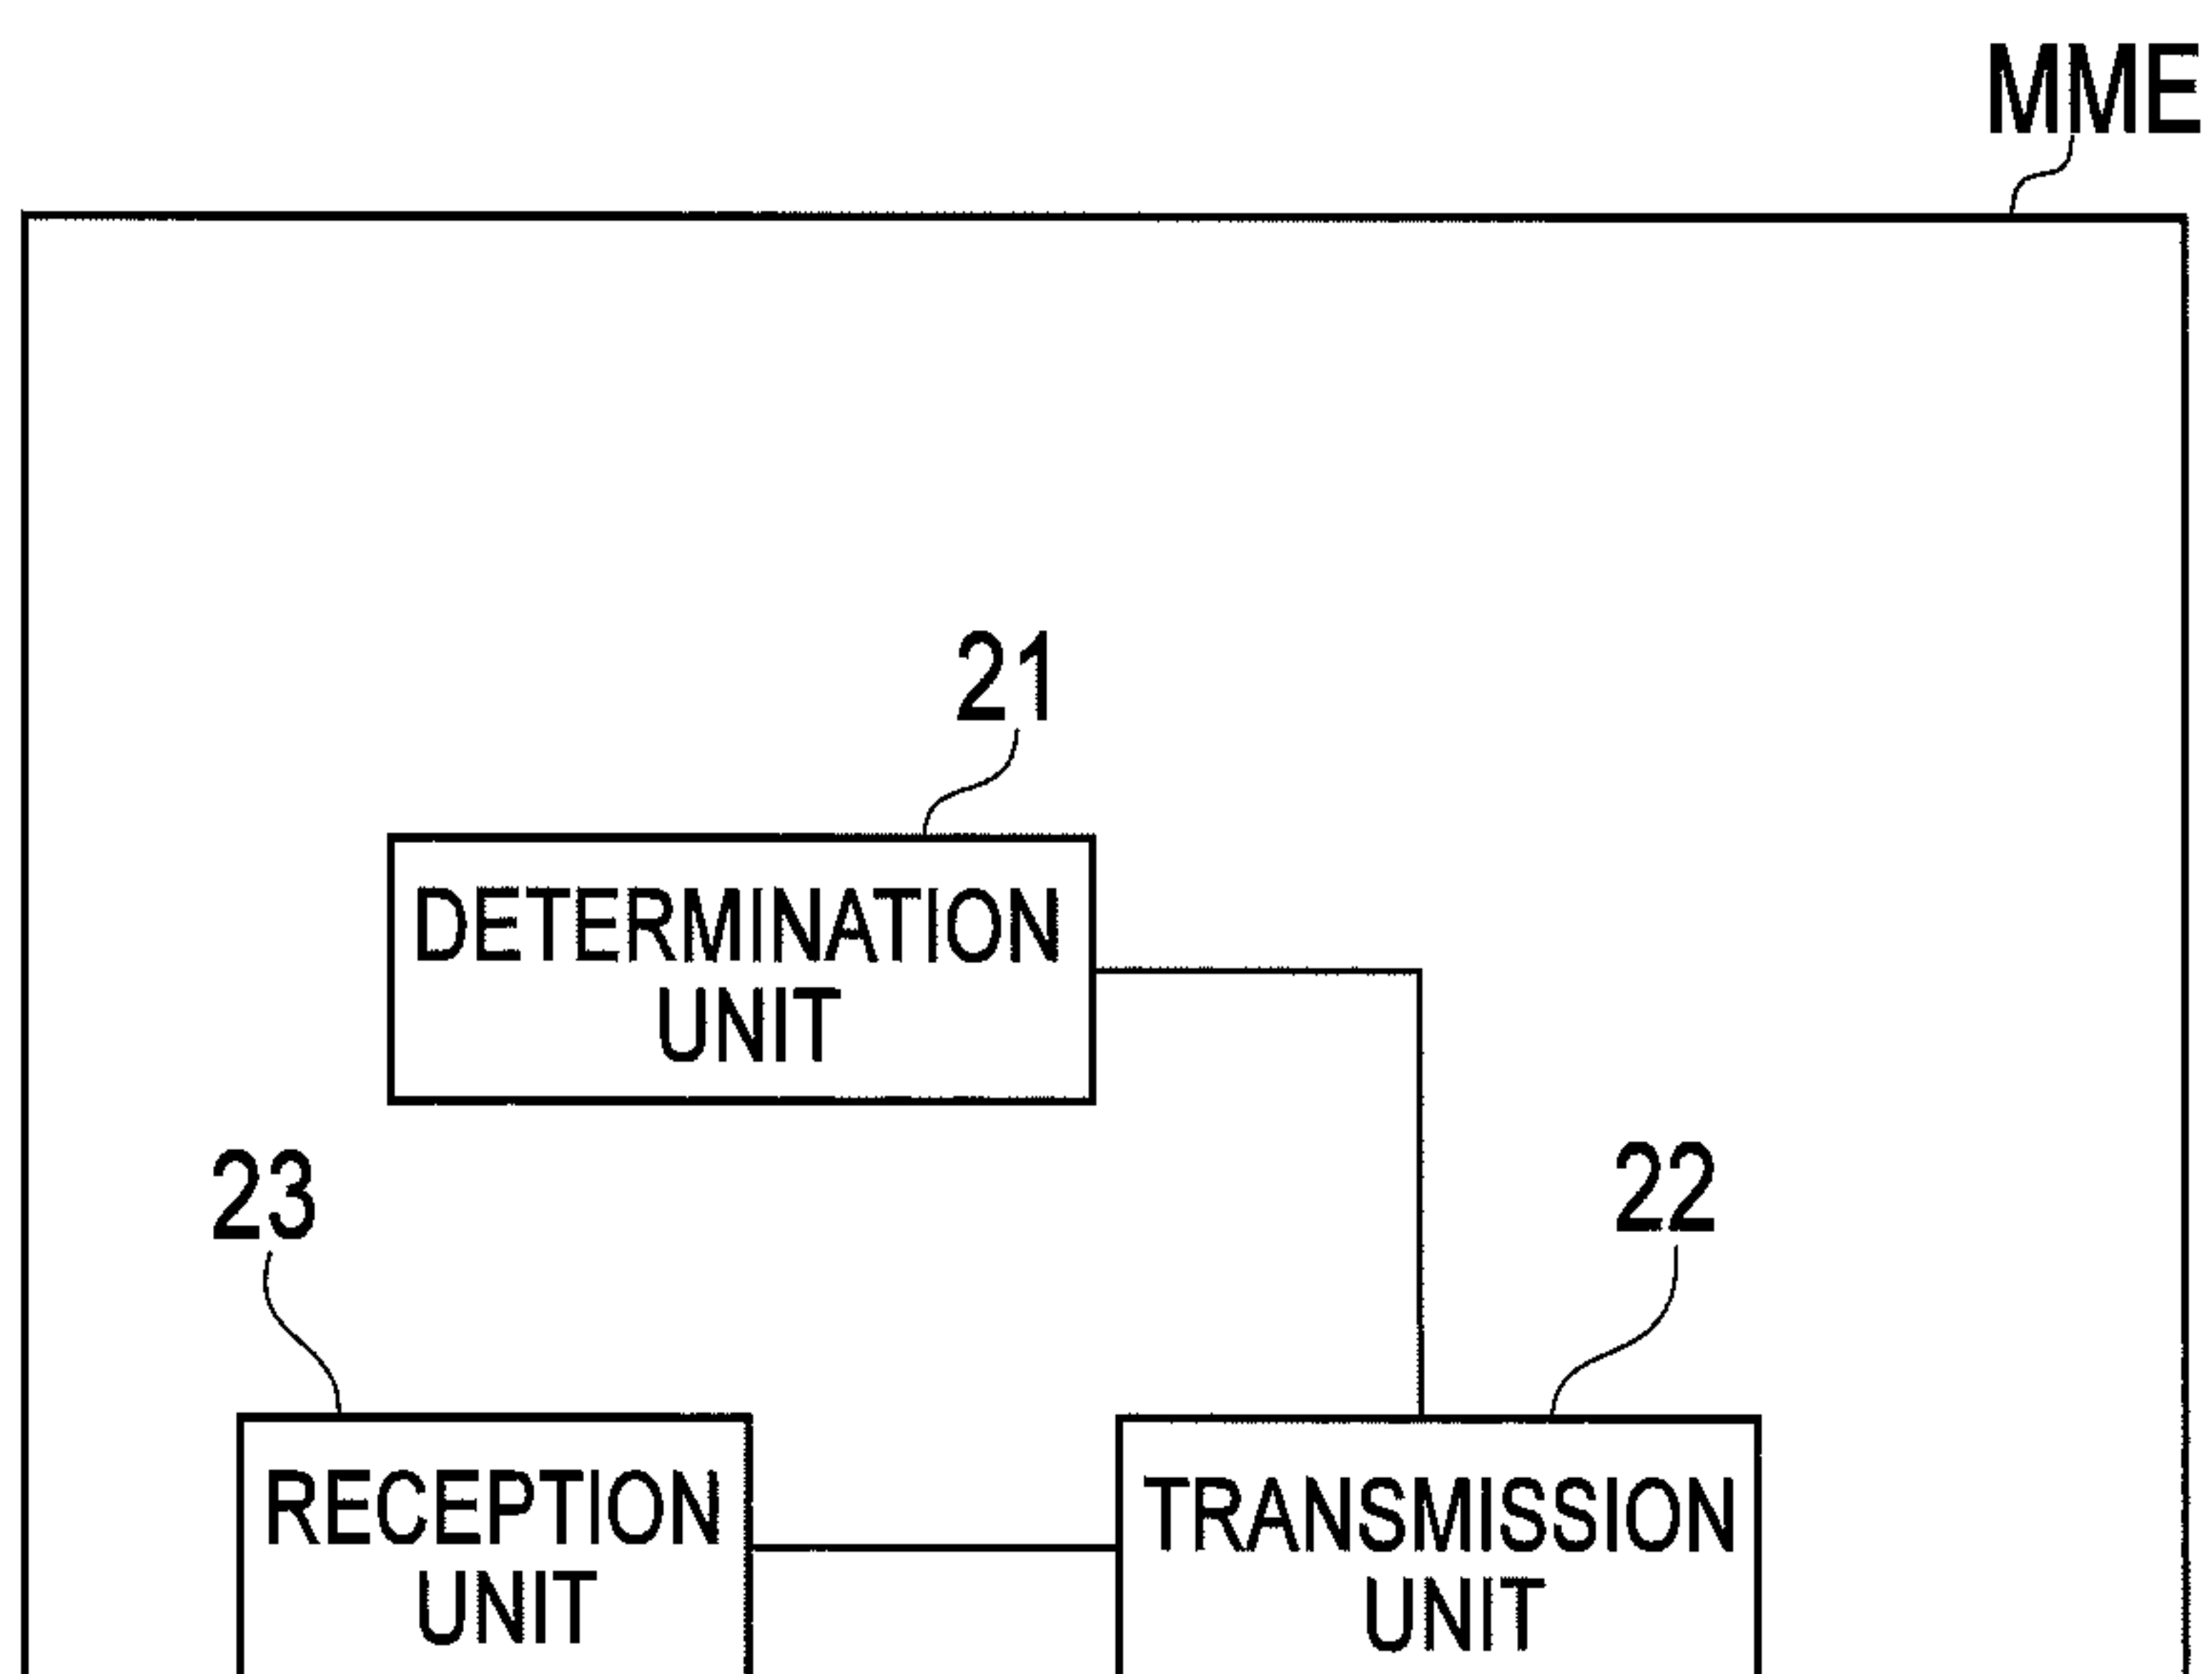 MME
21
DETERMINATION
UNIT
23
22
RECEPTION
UNIT
TRANSMISSION
UNIT